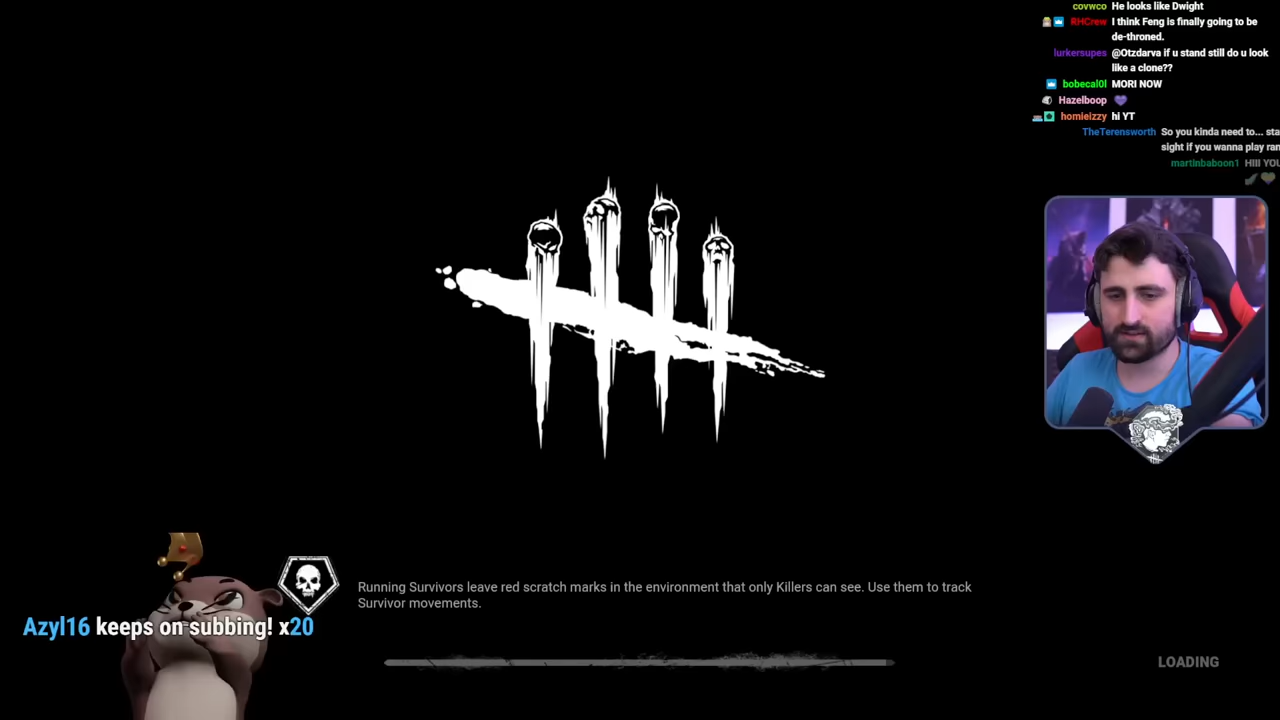 covwco He looks like Dwight
RHCrew I think Feng is finally going to be
de-throned.
lurkersupes @Otzdarva if u stand still do u look
like a clone??
bobecal0l MORI NOW
Hazelboop
homieizzy hi YT
TheTerensworth So you kinda need to... sta
sight if you wanna play ran
martinbaboon1 HIII YOU
Running Survivors leave red scratch marks in the environment that only Killers can see. Use them to track
Survivor movements.
Azyl16 keeps on subbing! x20
LOADING